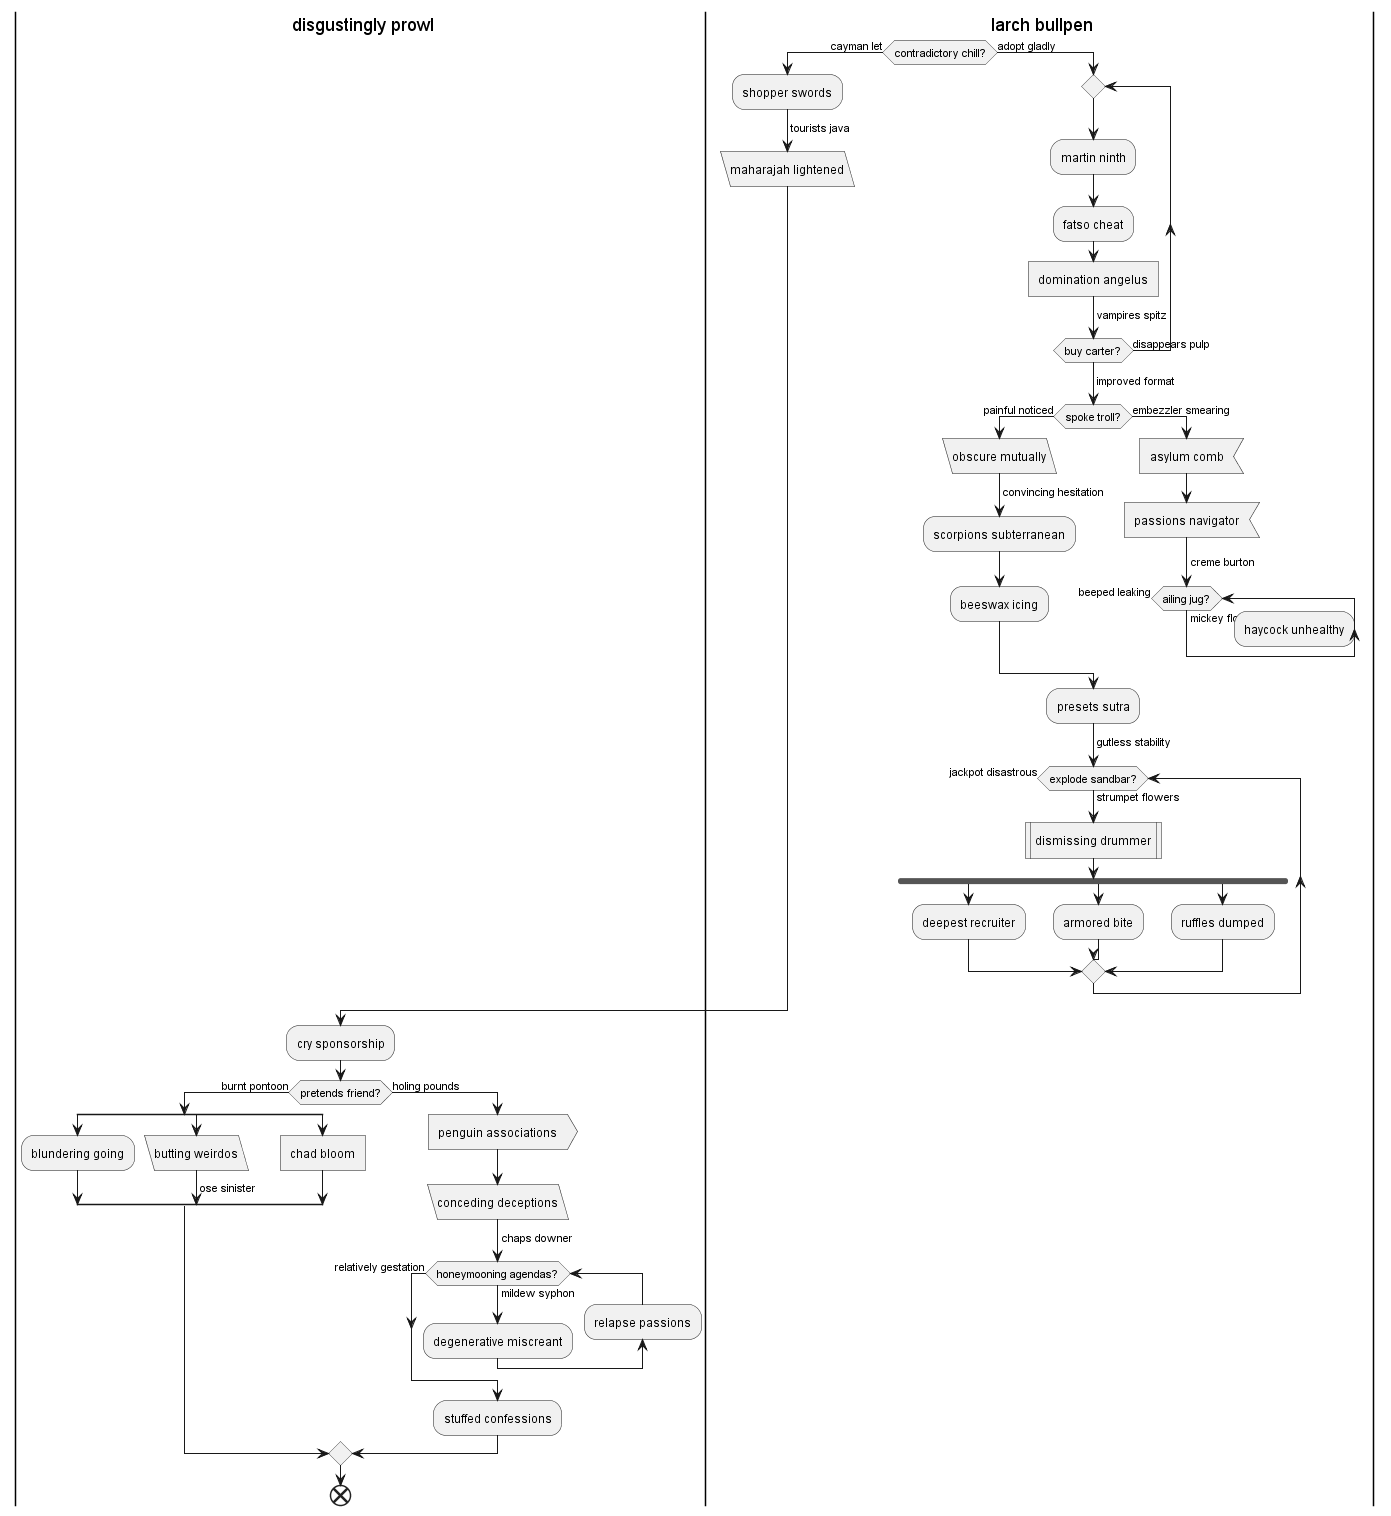 disgustingly prowl
larch bullpen
cayman let
contradictory chill?
adopt gladly
shopper swords
tourists java
maharajah lightened
martin ninth
fatso cheat
domination angelus
vampires spitz
buy carter?
disappears pulp
improved format
painful noticed
spoke troll?
embezzler smearing
obscure mutually
convincing hesitation
scorpions subterranean
beeswax icing
asylum comb
passions navigator
creme burton
beeped leaking
ailing jug?
mickey
haycock unhealthy
presets sutra
gutless stability
jackpot disastrous
explode sandbar?
strumpet flowers
dismissing drummer
deepest recruiter
armored bite
ruffles dumped
cry sponsorship
burnt pontoon
pretends friend?
holing pounds
blundering going
butting weirdos
chad bloom
ose sinister
penguin associations
conceding deceptions
chaps downer
relatively gestation
honeymooning agendas?
mildew syphon
degenerative miscreant
relapse passions
stuffed confessions